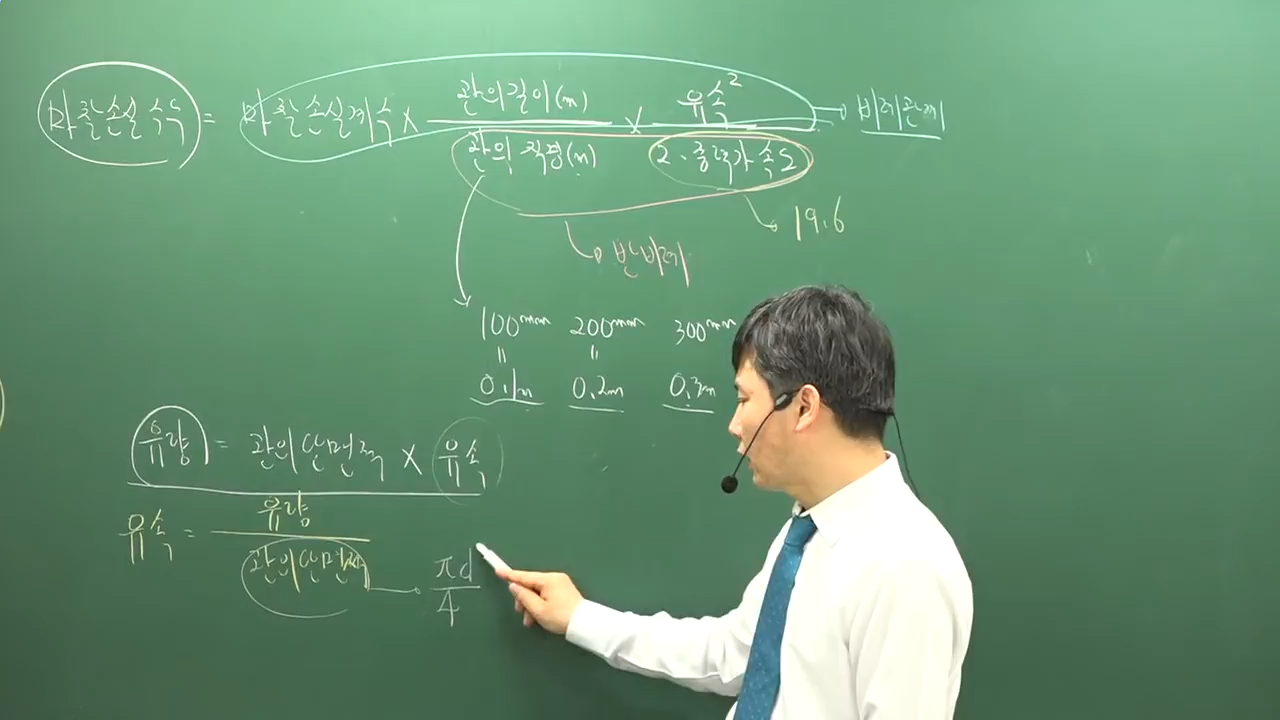 마찰손실수두 = 마찰손실계수 × 관의길이(m) / 관의 직경(m) × 유속² / 2·중력가속도 → 비례관계
19.6
반비례
100mm 200mm 300mm
" "
0.1m 0.2m 0.3m
유량 = 관의단면적 × 유속
유속 = 유량 / 관의단면적 → πd / 4